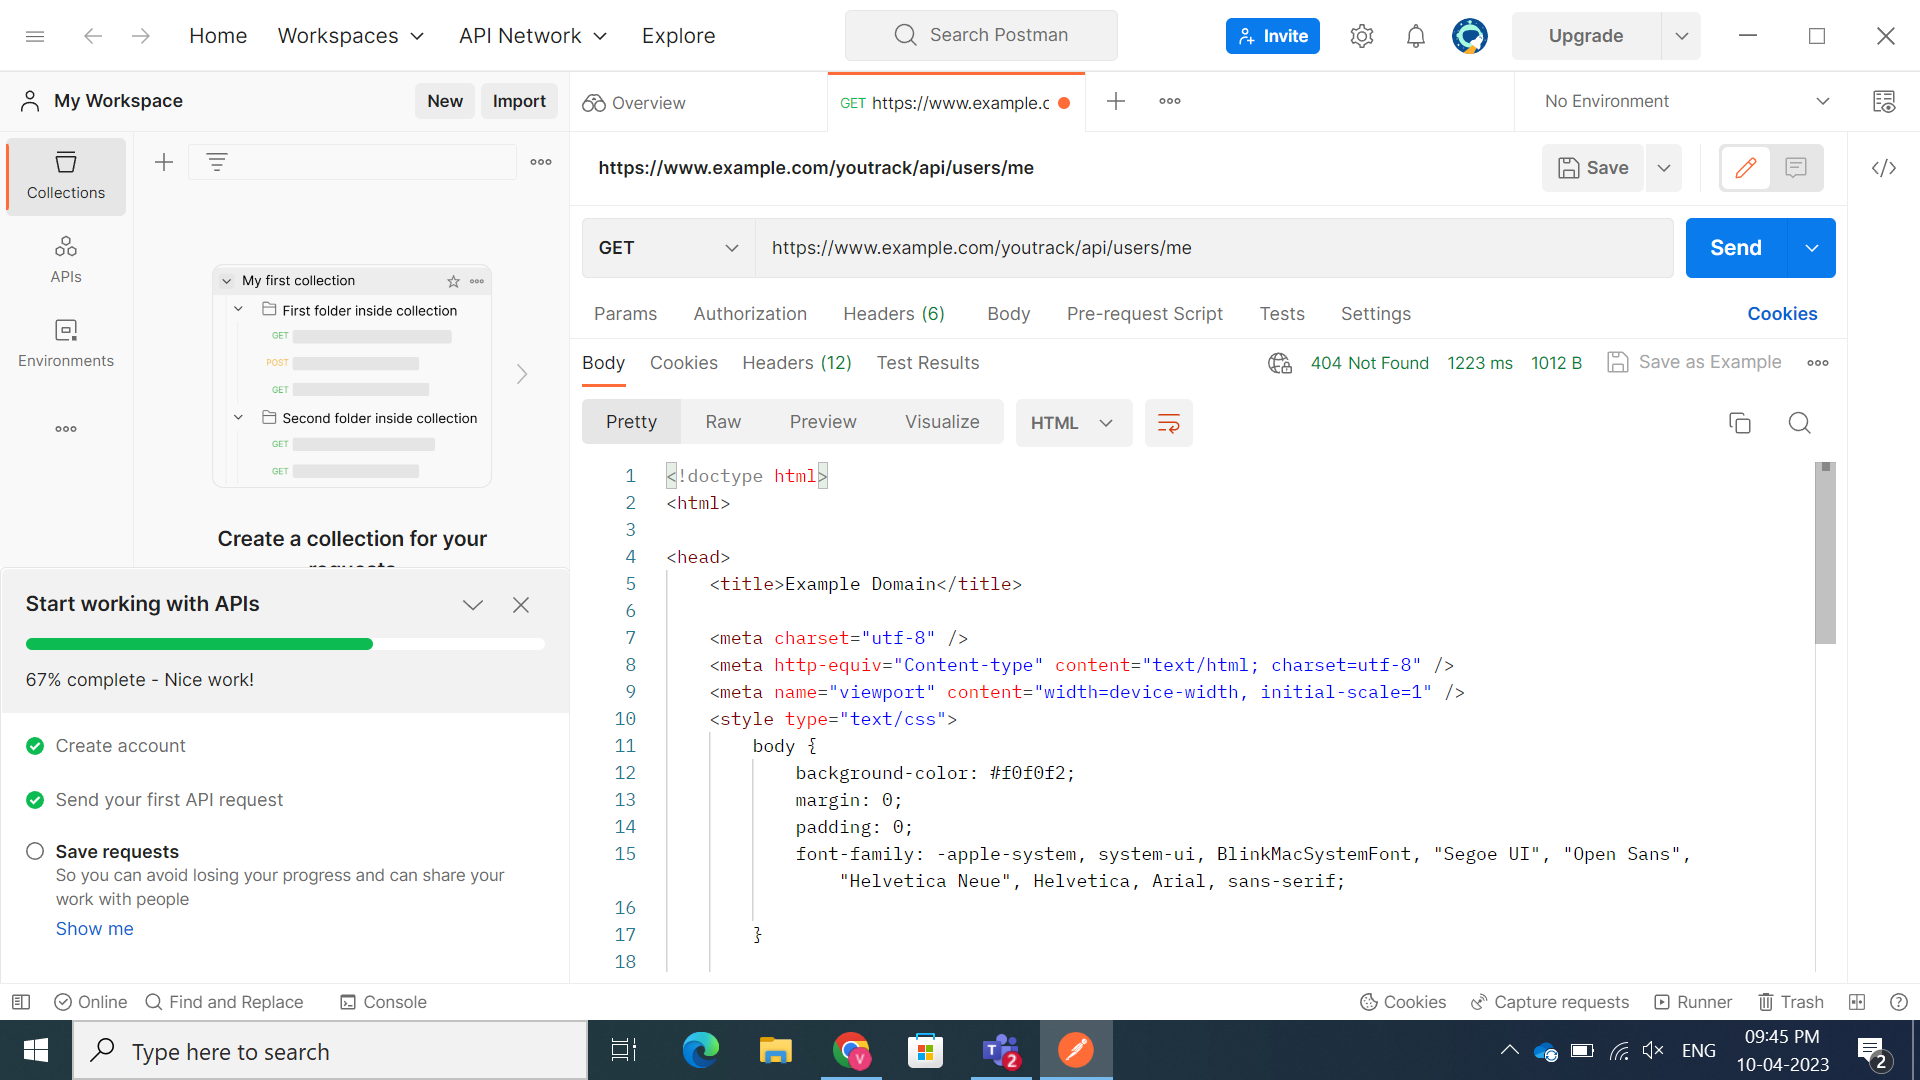 Home
Workspaces
API Network
Explore
Search Postman
Invite
Upgrade
My Workspace
New
Import
Overview
GET https://www.example.c
No Environment
Collections
APIs
Environments
My first collection
First folder inside collection
GET
POST
GET
Second folder inside collection
GET
GET
Create a collection for your
Start working with APIs
67% complete - Nice work!
Create account
Send your first API request
Save requests
So you can avoid losing your progress and can share your
work with people
Show me
https://www.example.com/youtrack/api/users/me
Save
GET
https://www.example.com/youtrack/api/users/me
Send
Params
Authorization
Headers (6)
Body
Pre-request Script
Tests
Settings
Cookies
Body
Cookies
Headers (12)
Test Results
404 Not Found
1223 ms
1012 B
Save as Example
Pretty
Raw
Preview
Visualize
HTML
1 <!doctype html>
2 <html>
3
4 <head>
5 <title>Example Domain</title>
6
7 <meta charset="utf-8" />
8 <meta http-equiv="Content-type" content="text/html; charset=utf-8" />
9 <meta name="viewport" content="width=device-width, initial-scale=1" />
10 <style type="text/css">
11 body {
12 background-color: #f0f0f2;
13 margin: 0;
14 padding: 0;
15 font-family: -apple-system, system-ui, BlinkMacSystemFont, "Segoe UI", "Open Sans",
"Helvetica Neue", Helvetica, Arial, sans-serif;
16
17 }
18
Online
Find and Replace
Console
Cookies
Capture requests
Runner
Trash
Type here to search
V
T
2
ENG
09:45 PM
10-04-2023
2